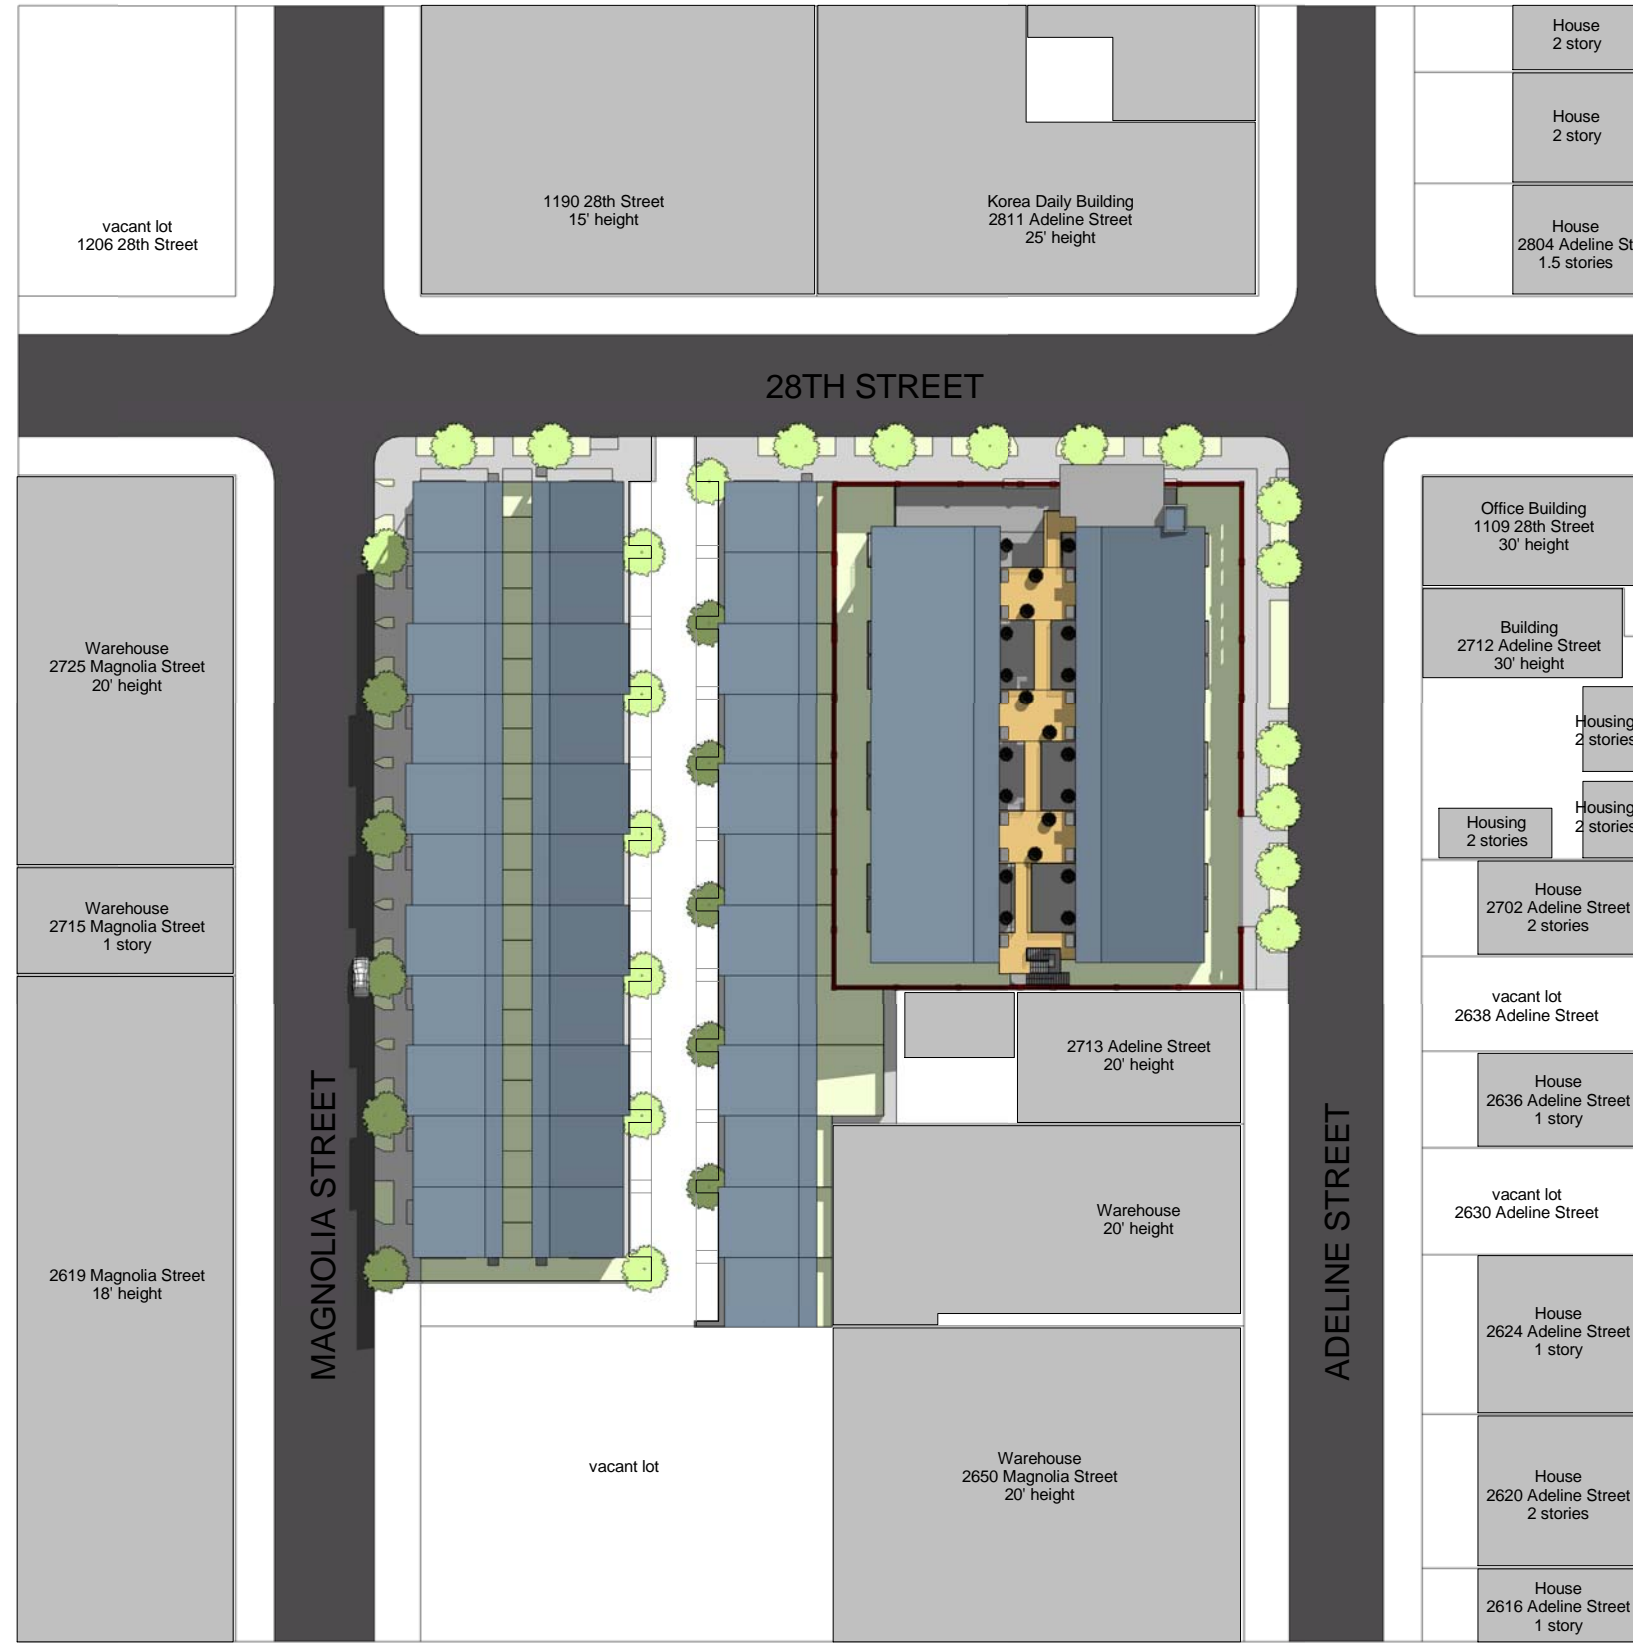 House
2 story
House
2 story
1190 28th Street
15' height
Korea Daily Building
2811 Adeline Street
25' height
vacant lot
1206 28th Street
House
2804 Adeline St
1.5 stories
28TH STREET
Office Building
1109 28th Street
30' height
Building
2712 Adeline Street
30' height
Warehouse
2725 Magnolia Street
20' height
Housing
2 stories
Housing
2 stories
Housing
2 stories
House
2702 Adeline Street
2 stories
Warehouse
2715 Magnolia Street
1 story
vacant lot
2638 Adeline Street
2713 Adeline Street
20' height
House
2636 Adeline Street
1 story
MAGNOLIA STREET
ADELINE STREET
Warehouse
20' height
vacant lot
2630 Adeline Street
2619 Magnolia Street
18' height
House
2624 Adeline Street
1 story
vacant lot
Warehouse
2650 Magnolia Street
20' height
House
2620 Adeline Street
2 stories
House
2616 Adeline Street
1 story